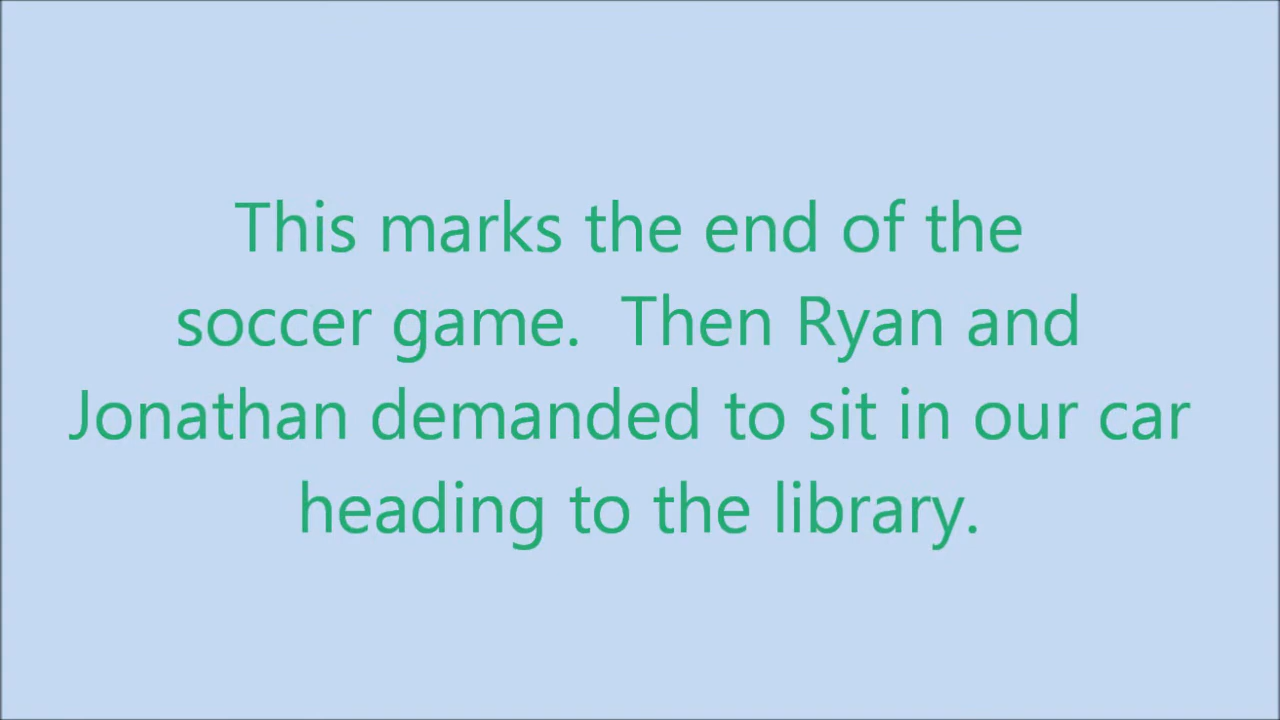 This marks the end of the
soccer game.  Then Ryan and
Jonathan demanded to sit in our car
heading to the library.